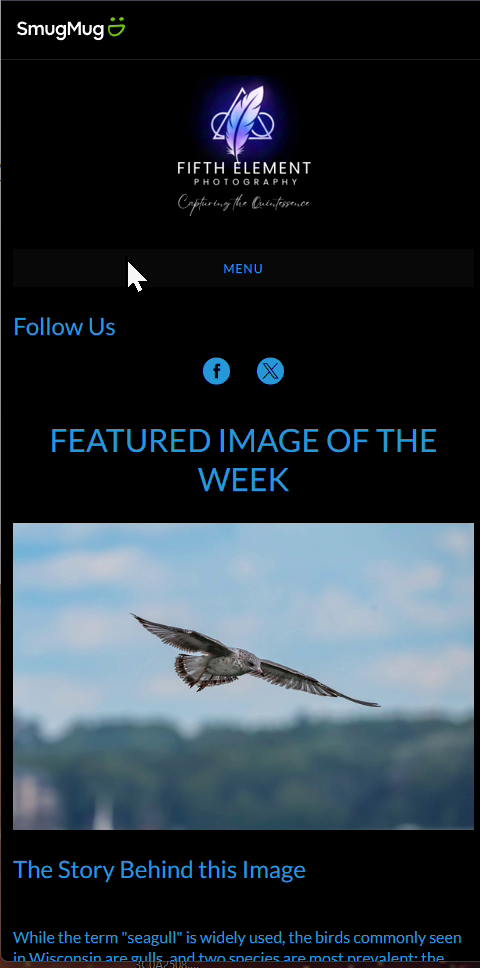 SmugMug
FIFTH ELEMENT
PHOTOGRAPHY
Capturing the Quintessence
MENU
Follow Us
FEATURED IMAGE OF THE
WEEK
The Story Behind this Image
While the term "seagull" is widely used, the birds commonly seen
in Wisconsin are gulls, and two species are most prevalent: the